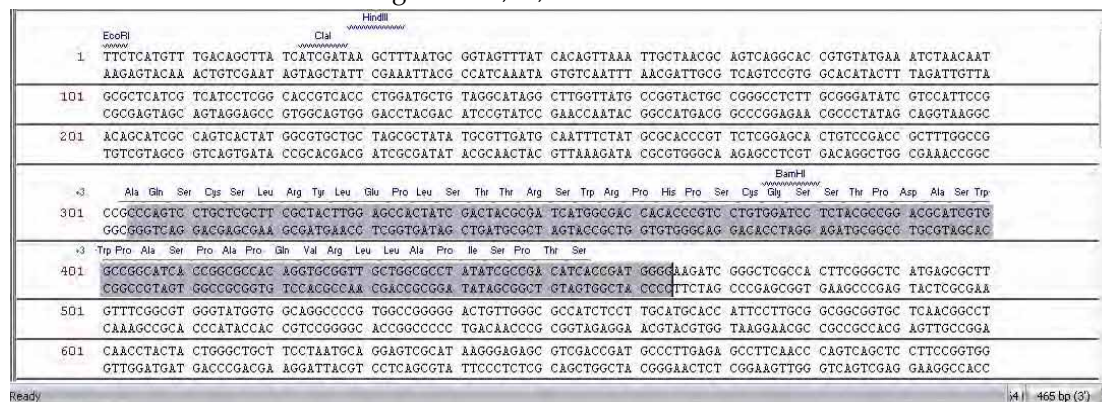 HindIII
EcoRI ClaI
1 TTCTCATGTT TGACAGCTTA TCATCGATAA GCTTTAATGC GGTAGTTTAT CACAGTTAAA TTGCTAACGC AGTCAGGCAC CGTGTATGAA ATCTAACAAT
AAGAGTACAA ACTGTCGAAT AGTAGCTATT CGAAATTACG CCATCAAATA GTGTCAATTT AACGATTGCG TCAGTCCGTG GCACATACTT TAGATTGTTA
101 GCGCTCATCG TCATCCTCGG CACCGTCACC CTGGATGCTG TAGGCATAGG CTTGGTTATG CCGGTACTGC CGGGCCTCTT GCGGGATATC GTCCATTCCG
CGCGAGTAGC AGTAGGAGCC GTGGCAGTGG GACCTACGAC ATCCGTATCC GAACCAATAC GGCCATGACG GCCCGGAGAA CGCCCTATAG CAGGTAAGGC
201 ACAGCATCGC CAGTCACTAT GGCGTGCTGC TAGCGCTATA TGCGTTGATG CAATTTCTAT GCGCACCCGT TCTCGGAGCA CTGTCCGACC GCTTTGGCCG
TGTCGTAGCG GTCAGTGATA CCGCACGACG ATCGCGATAT ACGCAACTAC GTTAAAGATA CGCGTGGGCA AGAGCCTCGT GACAGGCTGG CGAAACCGGC
BamHI
+3 Ala Gln Ser Cys Ser Leu Arg Tyr Leu Glu Pro Leu Ser Thr Thr Arg Ser Trp Arg Pro His Pro Ser Cys Gly Ser Ser Thr Pro Asp Ala Ser Trp
301 CCGCCCAGTC CTGCTCGCTT CGCTACTTGG AGCCACTATC GACTACGCGA TCATGGCGAC CACACCCGTC CTGTGGATCC TCTACGCCGG ACGCATCGTG
GGCGGGTCAG GACGAGCGAA GCGATGAACC TCGGTGATAG CTGATGCGCT AGTACCGCTG GTGTGGGCAG GACACCTAGG AGATGCGGCC TGCGTAGCAC
+3 Trp Pro Ala Ser Pro Ala Pro Gln Val Arg Leu Leu Ala Pro Ile Ser Pro Thr Ser
401 GCCGGCATCA CCGGCGCCAC AGGTGCGGTT GCTGGCGCCT ATATCGCCGA CATCACCGAT GGGGAAGATC GGGCTCGCCA CTTCGGGCTC ATGAGCGCTT
CGGCCGTAGT GGCCGCGGTG TCCACGCCAA CGACCGCGGA TATAGCGGCT GTAGTGGCTA CCCCTTCTAG CCCGAGCGGT GAAGCCCGAG TACTCGCGAA
501 GTTTCGGCGT GGGTATGGTG GCAGGCCCCG TGGCCGGGGG ACTGTTGGGC GCCATCTCCT TGCATGCACC ATTCCTTGCG GCGGCGGTGC TCAACGGCCT
CAAAGCCGCA CCCATACCAC CGTCCGGGGC ACCGGCCCCC TGACAACCCG CGGTAGAGGA ACGTACGTGG TAAGGAACGC CGCCGCCACG AGTTGCCGGA
601 CAACCTACTA CTGGGCTGCT TCCTAATGCA GGAGTCGCAT AAGGGAGAGC GTCGACCGAT GCCCTTGAGA GCCTTCAACC CAGTCAGCTC CTTCCGGTGG
GTTGGATGAT GACCCGACGA AGGATTACGT CCTCAGCGTA TTCCCTCTCG CAGCTGGCTA CGGGAACTCT CGGAAGTTGG GTCAGTCGAG GAAGGCCACC
Ready 465 bp (3')